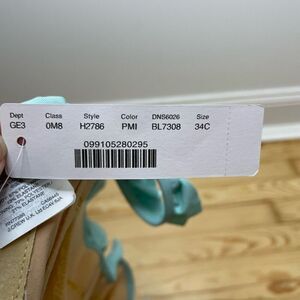 Dept Class Style Color DNS6026 Size
GE3 0M8 H2786 PMI BL7308 34C
099105280295